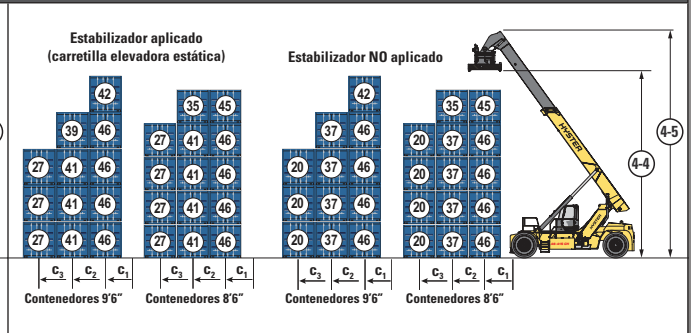 Estabilizador aplicado
(carretilla elevadora estática)
42
39 46
27 41 46
27 41 46
27 41 46
C3 C2 C1
Contenedores 9'6"
35 45
27 41 46
27 41 46
27 41 46
27 41 46
C3 C2 C1
Contenedores 8'6"
Estabilizador NO aplicado
42
37 46
20 37 46
20 37 46
20 37 46
C3 C2 C1
Contenedores 9'6"
35 45
20 37 46
20 37 46
20 37 46
20 37 46
C3 C2 C1
Contenedores 8'6"
HYSTER
HYSTER
4-4
4-5